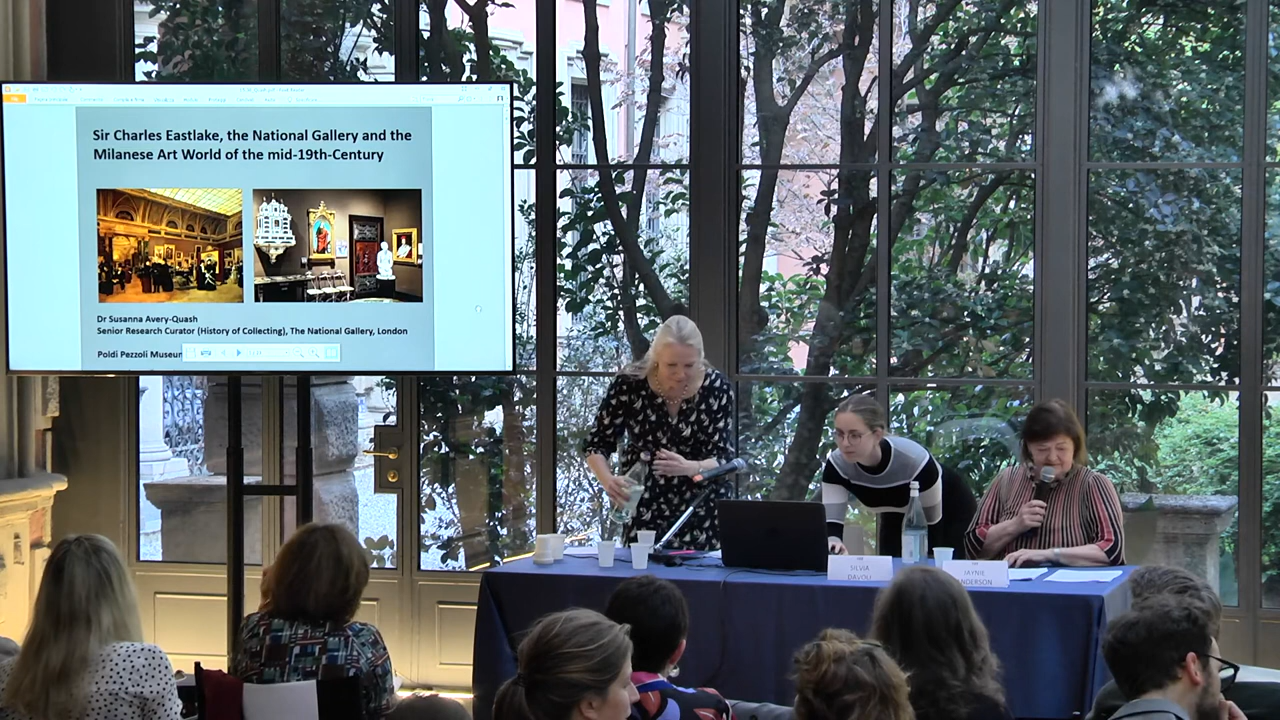 Sir Charles Eastlake, the National Gallery and the
Milanese Art World of the mid-19th-Century
Dr Susanna Avery-Quash
Senior Research Curator (History of Collecting), The National Gallery, London
Poldi Pezzoli
SILVIA
DAVOLI
JAYNIE
ANDERSON